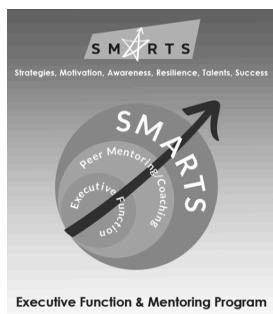 SMARTS
Strategies, Motivation, Awareness, Resilience, Talents, Success
SMARTS
Peer Mentoring/Coaching
Executive Function
Executive Function & Mentoring Program